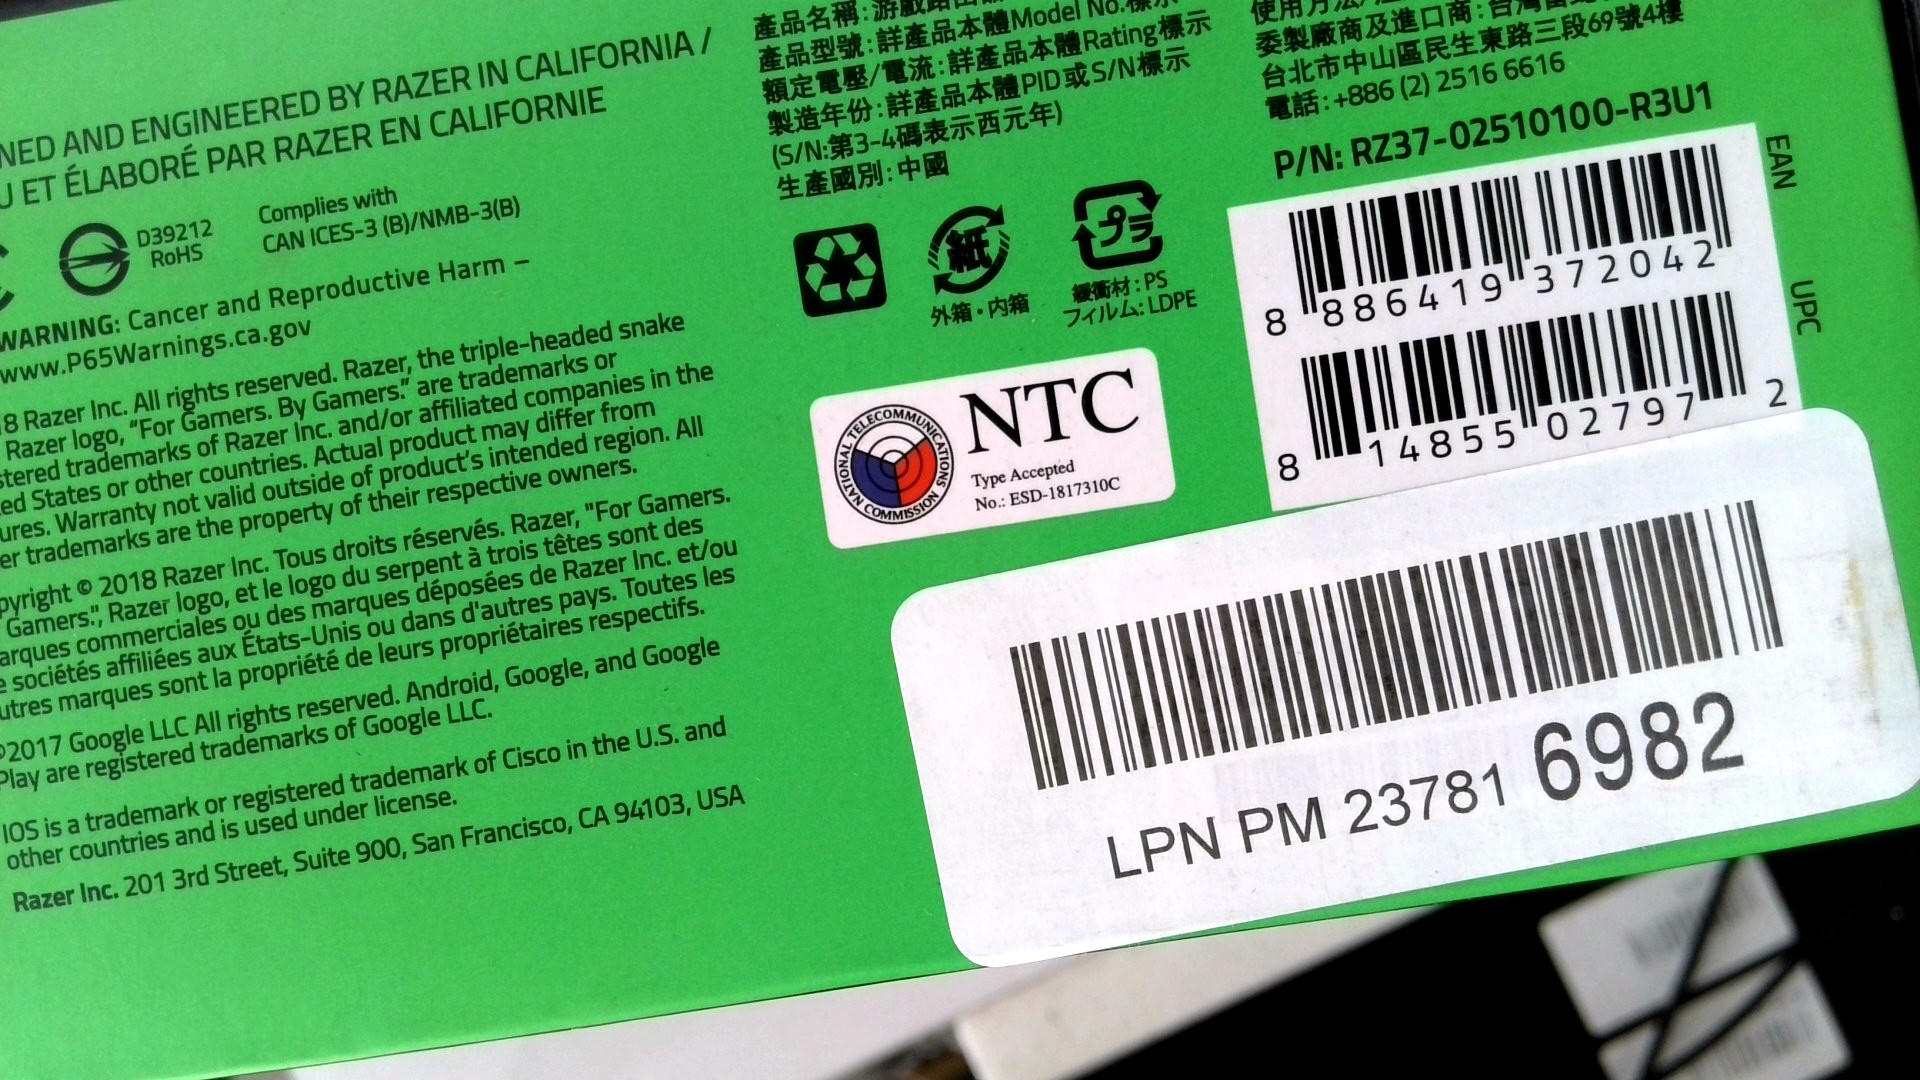 NED AND ENGINEERED BY RAZER IN CALIFORNIA /
U ET ÉLABORÉ PAR RAZER EN CALIFORNIE
D39212
RoHS
Complies with
CAN ICES-3 (B)/NMB-3(B)
WARNING: Cancer and Reproductive Harm –
www.P65Warnings.ca.gov
8 Razer Inc. All rights reserved. Razer, the triple-headed snake
Razer logo, "For Gamers. By Gamers." are trademarks or
stered trademarks of Razer Inc. and/or affiliated companies in the
ed States or other countries. Actual product may differ from
ures. Warranty not valid outside of product's intended region. All
er trademarks are the property of their respective owners.
pyright © 2018 Razer Inc. Tous droits réservés. Razer, "For Gamers.
Gamers.", Razer logo, et le logo du serpent à trois têtes sont des
arques commerciales ou des marques déposées de Razer Inc. et/ou
e sociétés affiliées aux États-Unis ou dans d'autres pays. Toutes les
utres marques sont la propriété de leurs propriétaires respectifs.
©2017 Google LLC All rights reserved. Android, Google, and Google
Play are registered trademarks of Google LLC.
IOS is a trademark or registered trademark of Cisco in the U.S. and
other countries and is used under license.
Razer Inc. 201 3rd Street, Suite 900, San Francisco, CA 94103, USA
產品名稱:游戲路由器
產品型號:詳產品本體Model No.標示
額定電壓/電流:詳產品本體Rating標示
製造年份:詳產品本體PID或S/N標示
(S/N:第3-4碼表示西元年)
生產國別:中國
紙
外箱・内箱
プラ
緩衝材:PS
フィルム:LDPE
NATIONAL TELECOMMUNICATIONS COMMISSION
NTC
Type Accepted
No.: ESD-1817310C
委製廠商及進口商:台灣
台北市中山區民生東路三段69號4樓
電話:+886 (2) 2516 6616
P/N: RZ37-02510100-R3U1
EAN
8 886419 372042
UPC
8 14855 02797 2
LPN PM 23781 6982